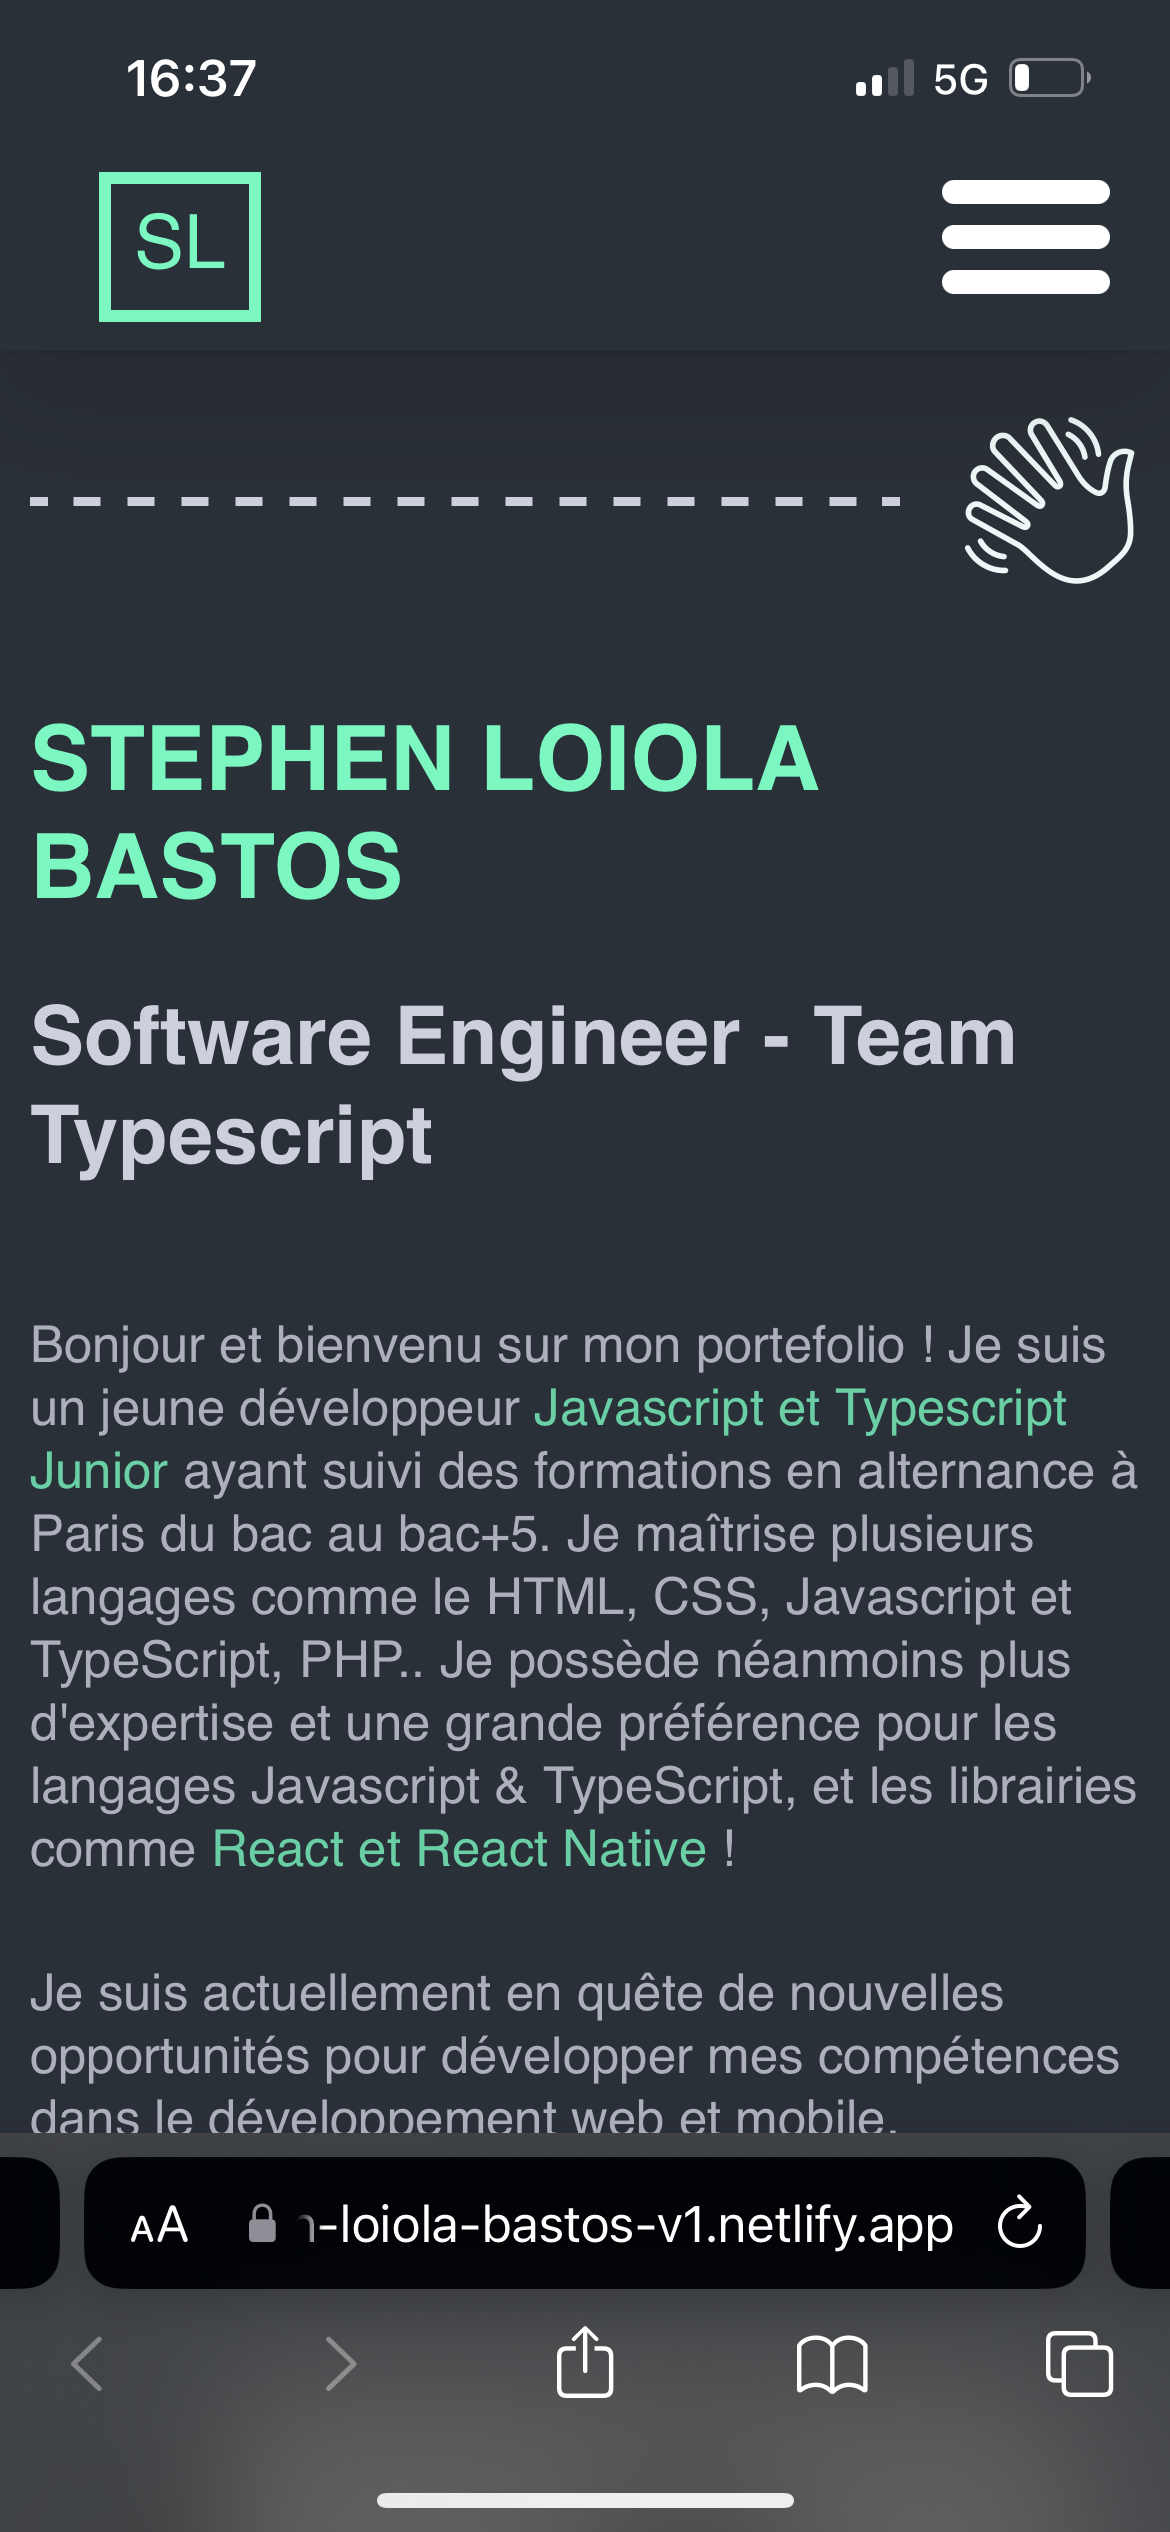 16:37
5G
SL
STEPHEN LOIOLA
BASTOS
Software Engineer - Team
Typescript
Bonjour et bienvenu sur mon portefolio ! Je suis
un jeune développeur Javascript et Typescript
Junior ayant suivi des formations en alternance à
Paris du bac au bac+5. Je maîtrise plusieurs
langages comme le HTML, CSS, Javascript et
TypeScript, PHP.. Je possède néanmoins plus
d'expertise et une grande préférence pour les
langages Javascript & TypeScript, et les librairies
comme React et React Native !
Je suis actuellement en quête de nouvelles
opportunités pour développer mes compétences
dans le développement web et mobile.
AA
n-loiola-bastos-v1.netlify.app